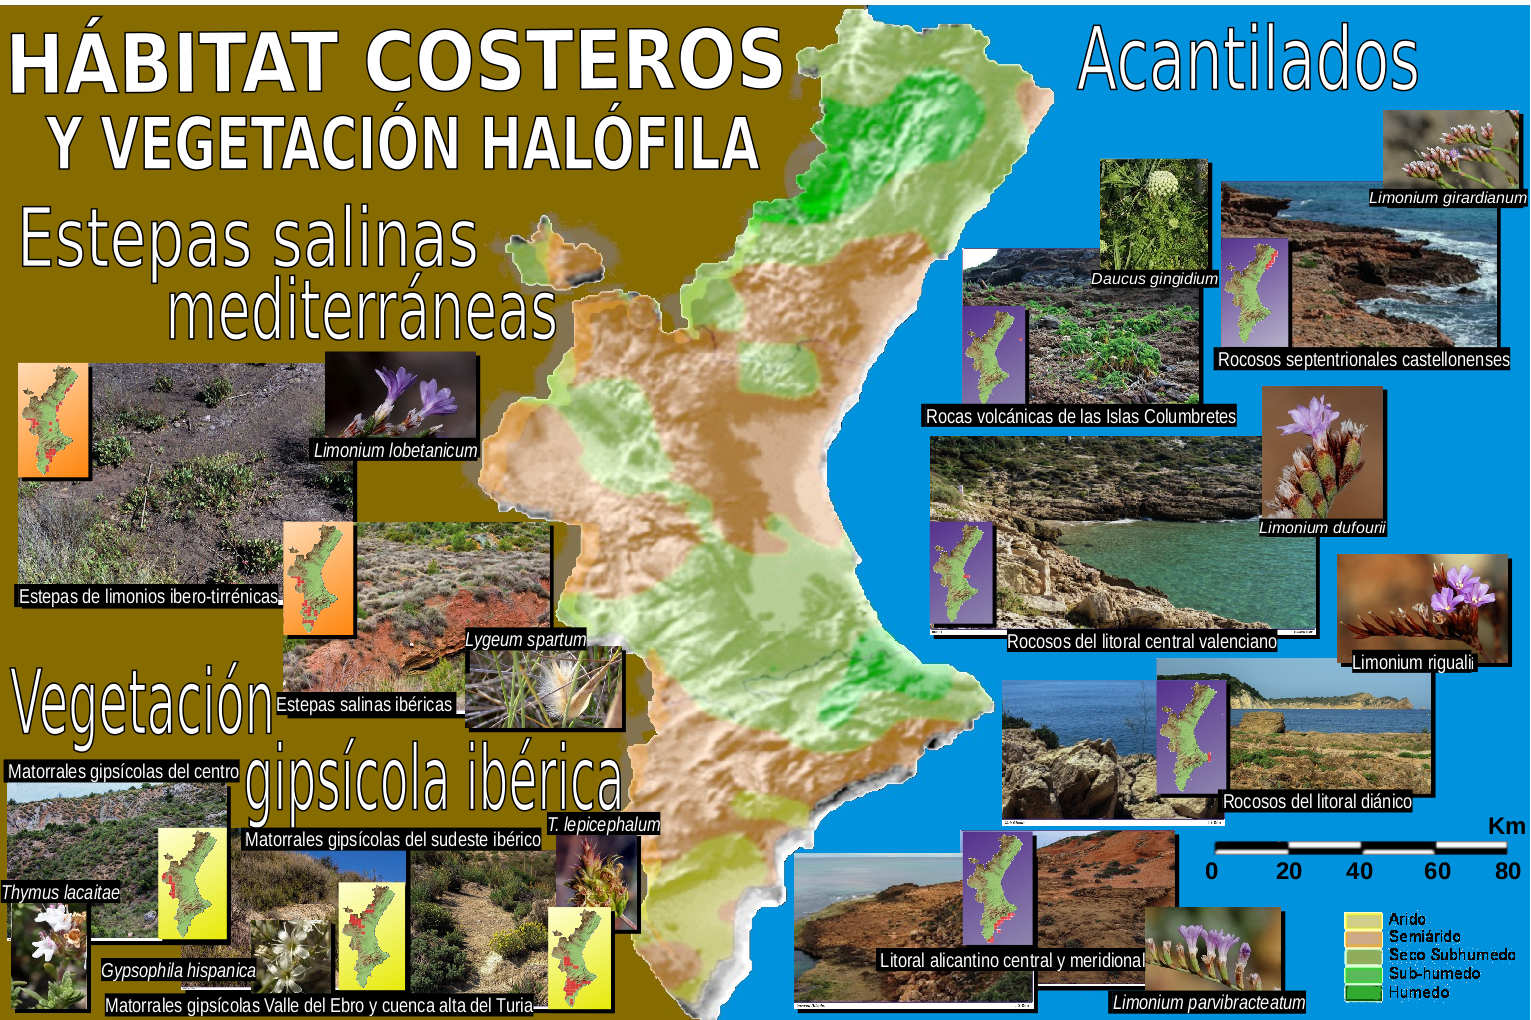 HÁBITAT COSTEROS
Y VEGETACIÓN HALÓFILA
Estepas salinas
mediterráneas
Limonium lobetanicum
Estepas de limonios ibero-tirrénicas
Lygeum spartum
Estepas salinas ibéricas
Vegetación
gipsícola ibérica
Matorrales gipsícolas del centro
Matorrales gipsícolas del sudeste ibérico
T. lepicephalum
Thymus lacaitae
Gypsophila hispanica
Matorrales gipsícolas Valle del Ebro y cuenca alta del Turia
Acantilados
Limonium girardianum
Daucus gingidium
Rocosos septentrionales castellonenses
Rocas volcánicas de las Islas Columbretes
Limonium dufourii
Rocosos del litoral central valenciano
Limonium rigualii
Rocosos del litoral diánico
Litoral alicantino central y meridional
Limonium parvibracteatum
Km
0 20 40 60 80
Arido
Semiárido
Seco Subhúmedo
Sub-humedo
Humedo